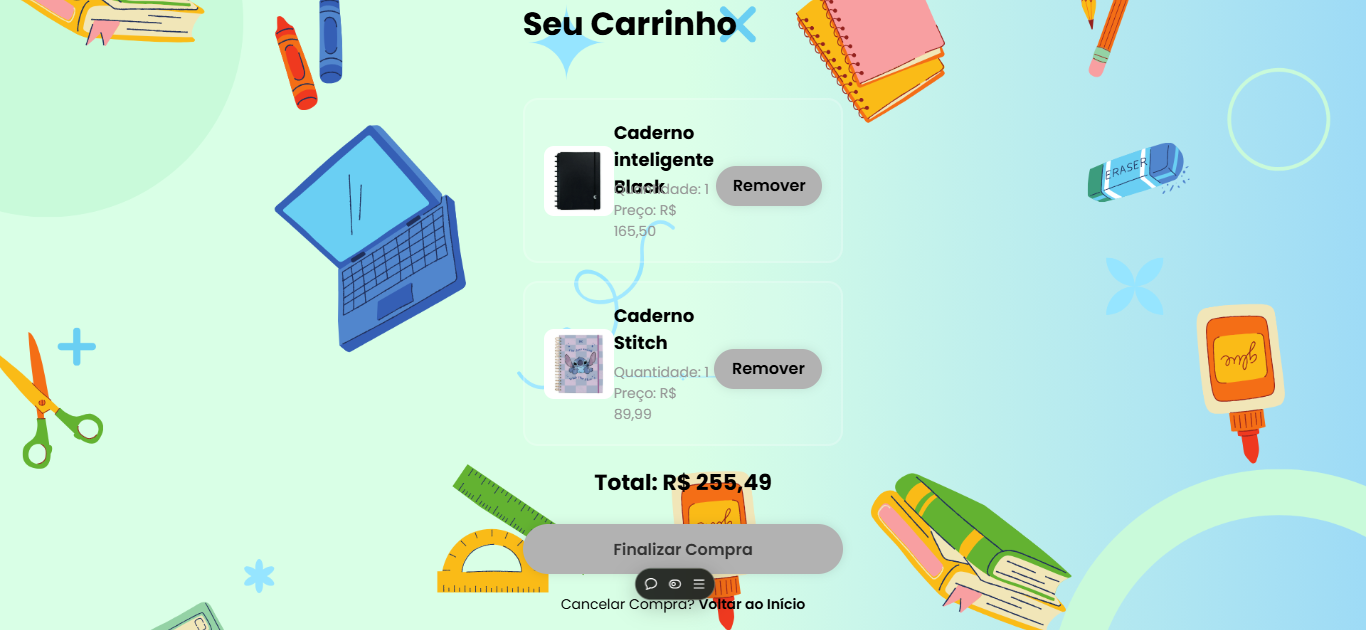 Seu Carrinho
Caderno
inteligente
Black
Quantidade: 1
Preço: R$
165,50
Remover
ERASER
Caderno
Stitch
Quantidade: 1
Preço: R$
89,99
Remover
glue
Total: R$ 255,49
Finalizar Compra
Cancelar Compra? Voltar ao Início